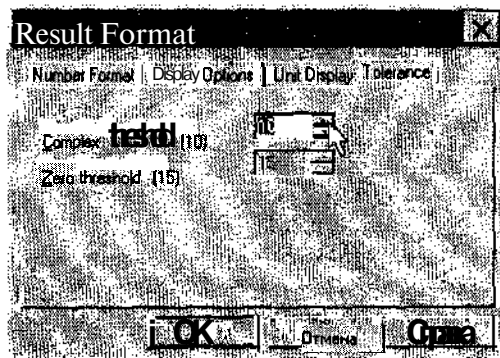 Result Format
Number Format Display Options Unit Display Tolerance
Complex threshold (10)
Zero threshold (15)
OK Отмена